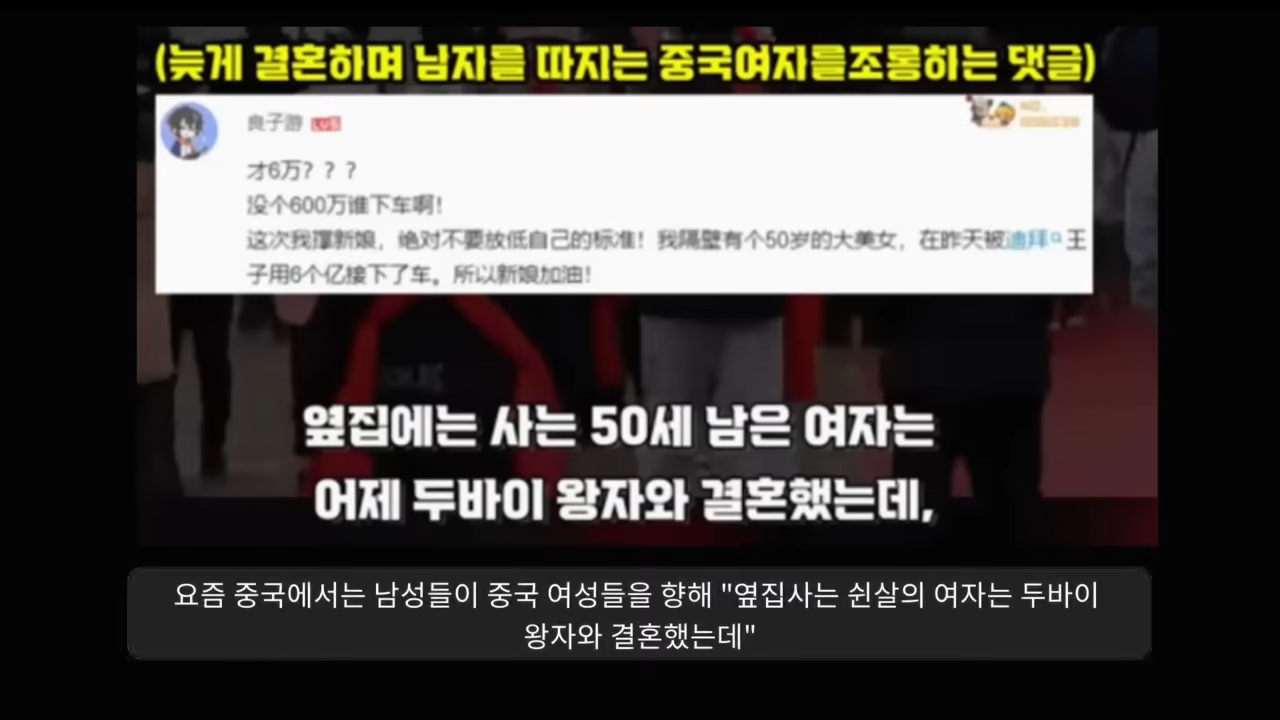 (늦게 결혼하며 남자를 따지는 중국여자를조롱하는 댓글)
良子游 LV5
才6万？？？
没个600万谁下车啊！
这次我撑新娘，绝对不要放低自己的标准！我隔壁有个50岁的大美女，在昨天被迪拜王
子用6个亿接下了车。所以新娘加油！
옆집에는 사는 50세 남은 여자는
어제 두바이 왕자와 결혼했는데,
요즘 중국에서는 남성들이 중국 여성들을 향해 "옆집사는 쉰살의 여자는 두바이
왕자와 결혼했는데"